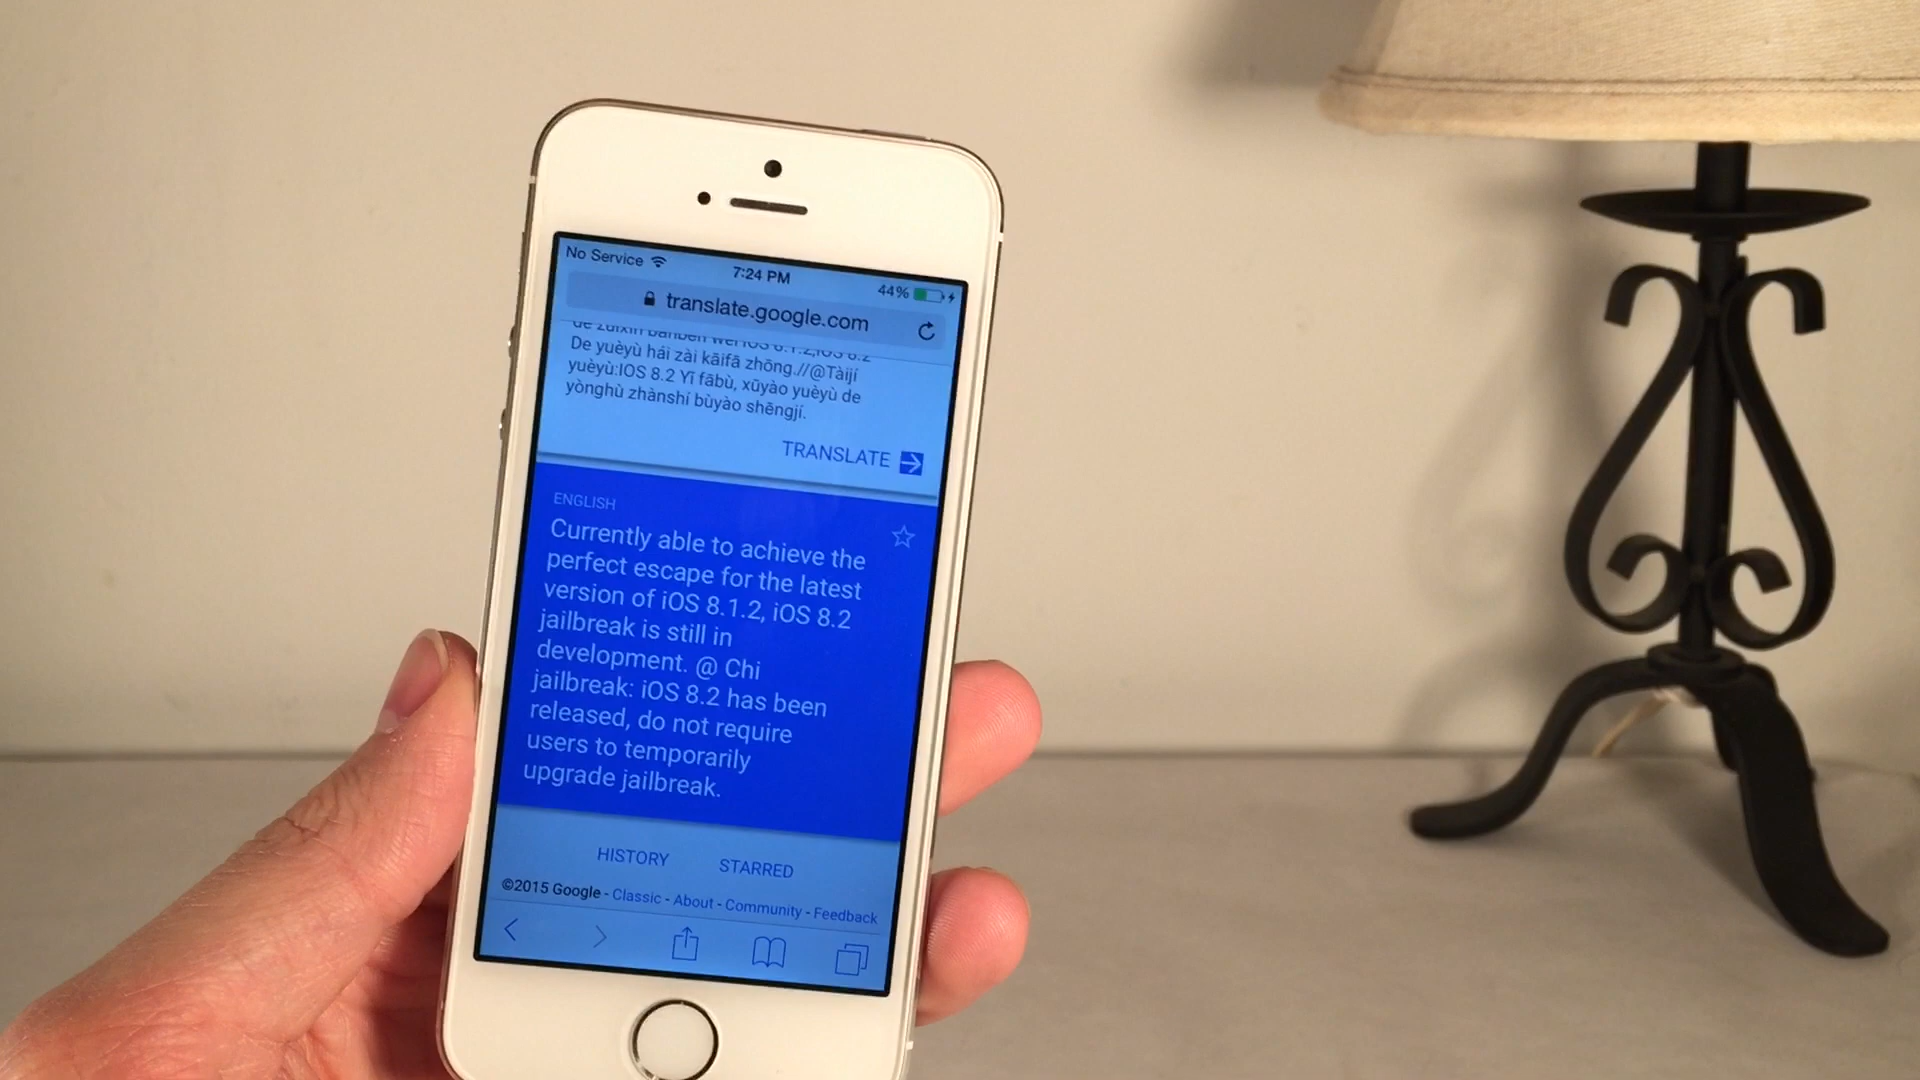 No Service 7:24 PM 44%
translate.google.com
de zuìxīn bǎnběn wèi IOS 8.1.2,IOS 8.2
De yuèyù hái zài kāifā zhōng.//@Tàijí
yuèyù:IOS 8.2 Yǐ fābù, xūyào yuèyù de
yònghù zhànshí bùyào shēngjí.
TRANSLATE
ENGLISH
Currently able to achieve the
perfect escape for the latest
version of iOS 8.1.2, iOS 8.2
jailbreak is still in
development. @ Chi
jailbreak: iOS 8.2 has been
released, do not require
users to temporarily
upgrade jailbreak.
HISTORY STARRED
©2015 Google - Classic - About - Community - Feedback